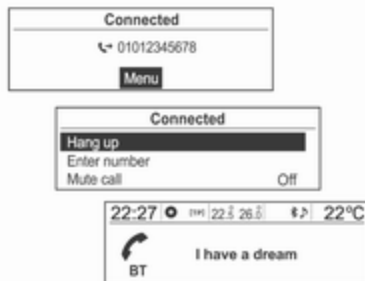 Connected
01012345678
Menu
Connected
Hang up
Enter number
Mute call Off
22:27 22.5 26.0 22°C
I have a dream
BT